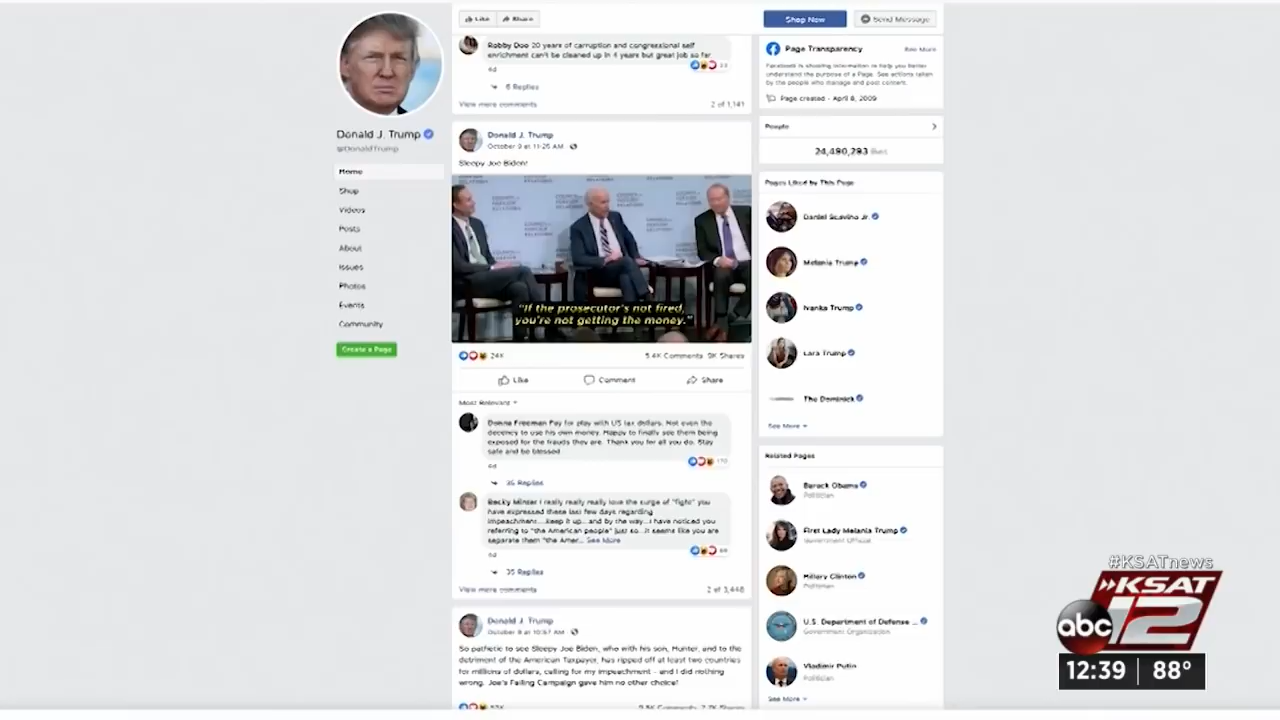 Like Share
Shop Now Send Message
Robby Doo 20 years of carruption and congressional self
enrichment can't be cleaned up in 4 years but great job so far
33
6d
6 Replies
View more comments 2 of 1,141
Donald J. Trump
@DonaldTrump
Home
Shop
Videos
Posts
About
Issues
Photos
Events
Community
Create a Page
Donald J. Trump
October 9 at 11:25 AM
Sleepy Joe Biden!
"If the prosecutor's not fired,
you're not getting the money."
24K 5.4K Comments 9K Shares
Like Comment Share
Most Relevant
Donna Freeman Pay for play with US tax dollars. Not even the
decency to use his own money. Happy to finally see them being
exposed for the frauds they are. Thank you for all you do. Stay
safe and be blessed
170
6d
36 Replies
Becky Minter I really really really love the surge of "fight" you
have expressed these last few days regarding
impeachment....Keep it up...and by the way...I have noticed you
referring to "the American people" just so...it seems like you are
separate them "the Amer... See More
6d
35 Replies
View more comments 2 of 3,448
Donald J. Trump
October 9 at 10:57 AM
So pathetic to see Sleepy Joe Biden, who with his son, Hunter, and to the
detriment of the American Taxpayer, has ripped off at least two countries
for millions of dollars, calling for my impeachment - and I did nothing
wrong. Joe's Failing Campaign gave him no other choice!
Page Transparency See More
Facebook is showing information to help you better
understand the purpose of a Page. See actions taken
by the people who manage and post content.
Page created - April 8, 2009
People
24,490,293 likes
Pages Liked by This Page
Daniel Scavino Jr.
Melania Trump
Ivanka Trump
Lara Trump
The Dominick
See More
Related Pages
Barack Obama
Politician
First Lady Melania Trump
Government Official
Hillary Clinton
Politician
U.S. Department of Defense ...
Government Organization
Vladimir Putin
Politician
See More
#KSATnews
KSAT
abc 12
12:39 88°